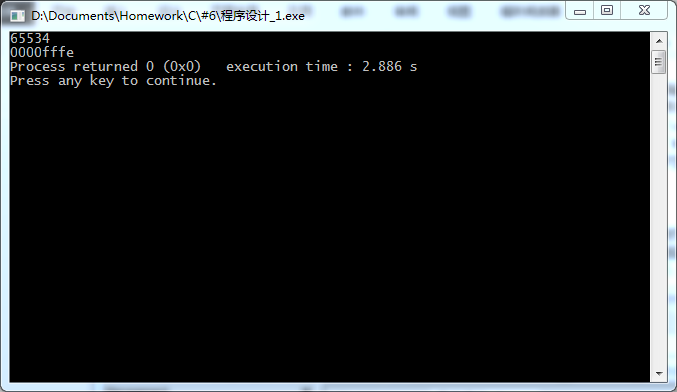 D:\Documents\Homework\C\#6\程序设计_1.exe
65534
0000fffe
Process returned 0 (0x0)   execution time : 2.886 s
Press any key to continue.